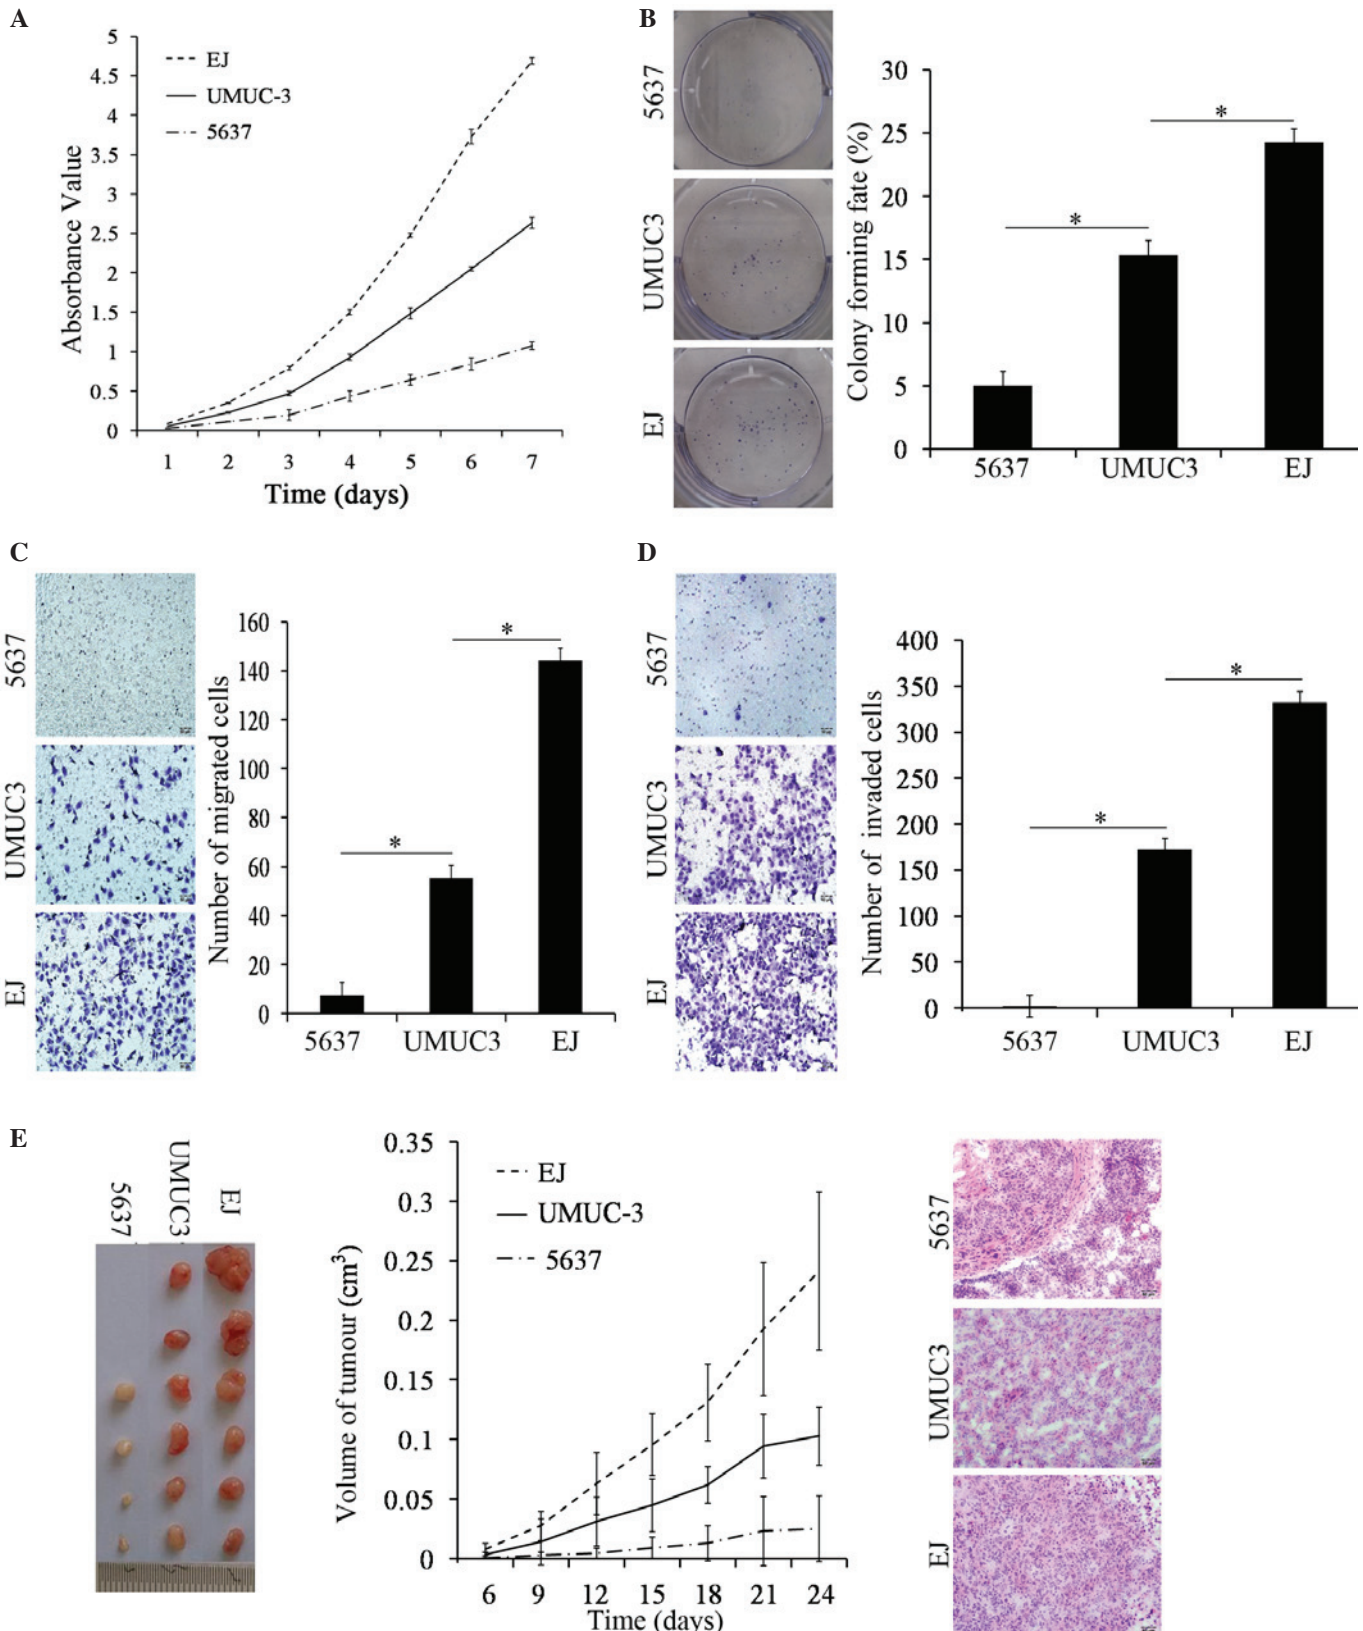 A
5
4.5
4
3.5
3
2.5
2
1.5
1
0.5
0
Absorbance Value
EJ
UMUC-3
5637
1 2 3 4 5 6 7
Time (days)
B
5637
UMUC3
EJ
30
25
20
15
10
5
0
Colony forming fate (%)
*
*
5637 UMUC3 EJ
C
5637
UMUC3
EJ
160
140
120
100
80
60
40
20
0
Number of migrated cells
*
*
5637 UMUC3 EJ
D
5637
UMUC3
EJ
400
350
300
250
200
150
100
50
0
Number of invaded cells
*
*
5637 UMUC3 EJ
E
5637
UMUC3
EJ
0.35
0.3
0.25
0.2
0.15
0.1
0.05
0
Volume of tumour (cm³)
EJ
UMUC-3
5637
6 9 12 15 18 21 24
Time (days)
5637
UMUC3
EJ